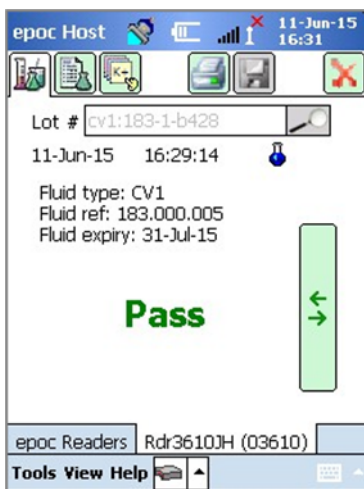 epoc Host 11-Jun-15
16:31
K+
Lot # cv1:183-1-b428
11-Jun-15 16:29:14
Fluid type: CV1
Fluid ref: 183.000.005
Fluid expiry: 31-Jul-15
Pass
epoc Readers Rdr3610JH (03610)
Tools View Help